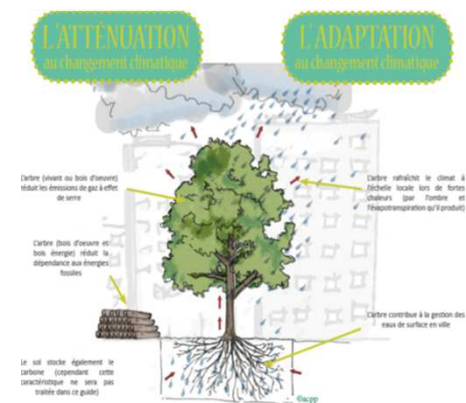 L'ATTÉNUATION
au changement climatique
L'ADAPTATION
au changement climatique
L'arbre (vivant ou bois d'oeuvre)
réduit les émissions de gaz à effet
de serre
L'arbre (bois d'oeuvre et
bois énergie) réduit la
dépendance aux énergies
fossiles
Le sol stocke également le
carbone (cependant cette
caractéristique ne sera pas
traitée dans ce guide)
L'arbre rafraîchit le climat à
l'échelle locale lors de fortes
chaleurs (par l'ombre et
l'évapotranspiration qu'il produit)
L'arbre contribue à la gestion des
eaux de surface en ville
©acpp